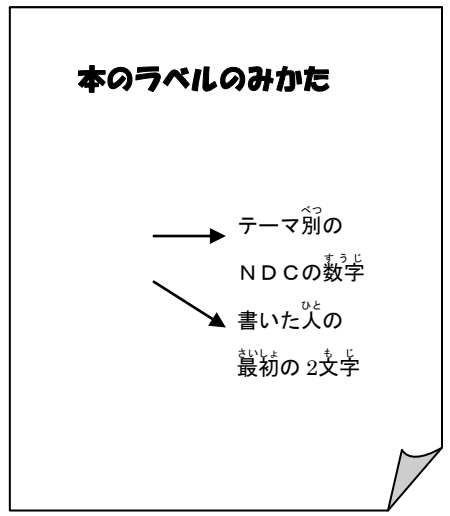 本のラベルのみかた
テーマ別の
NDCの数字
書いた人の
最初の2文字